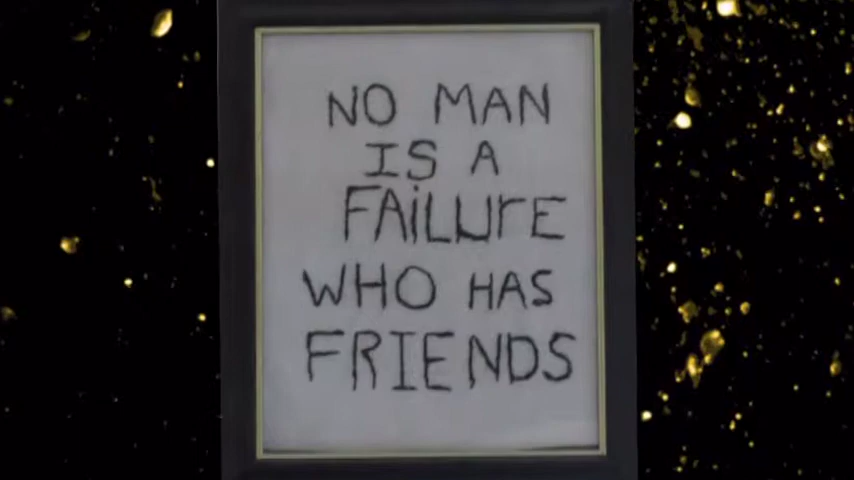 NO MAN
IS A
FAiLUrE
WHO HAS
FRIENDS